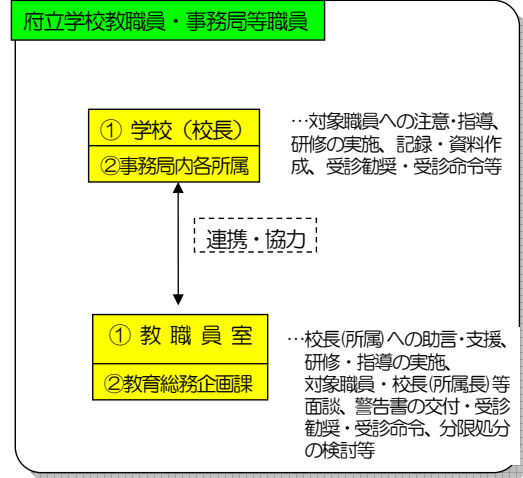 府立学校教職員・事務局等職員
① 学校（校長）
②事務局内各所属
…対象職員への注意・指導、
研修の実施、記録・資料作
成、受診勧奨・受診命令等
連携・協力
① 教 職 員 室
②教育総務企画課
…校長(所属)への助言・支援、
研修・指導の実施、
対象職員・校長(所属長)等
面談、警告書の交付・受診
勧奨・受診命令、分限処分
の検討等